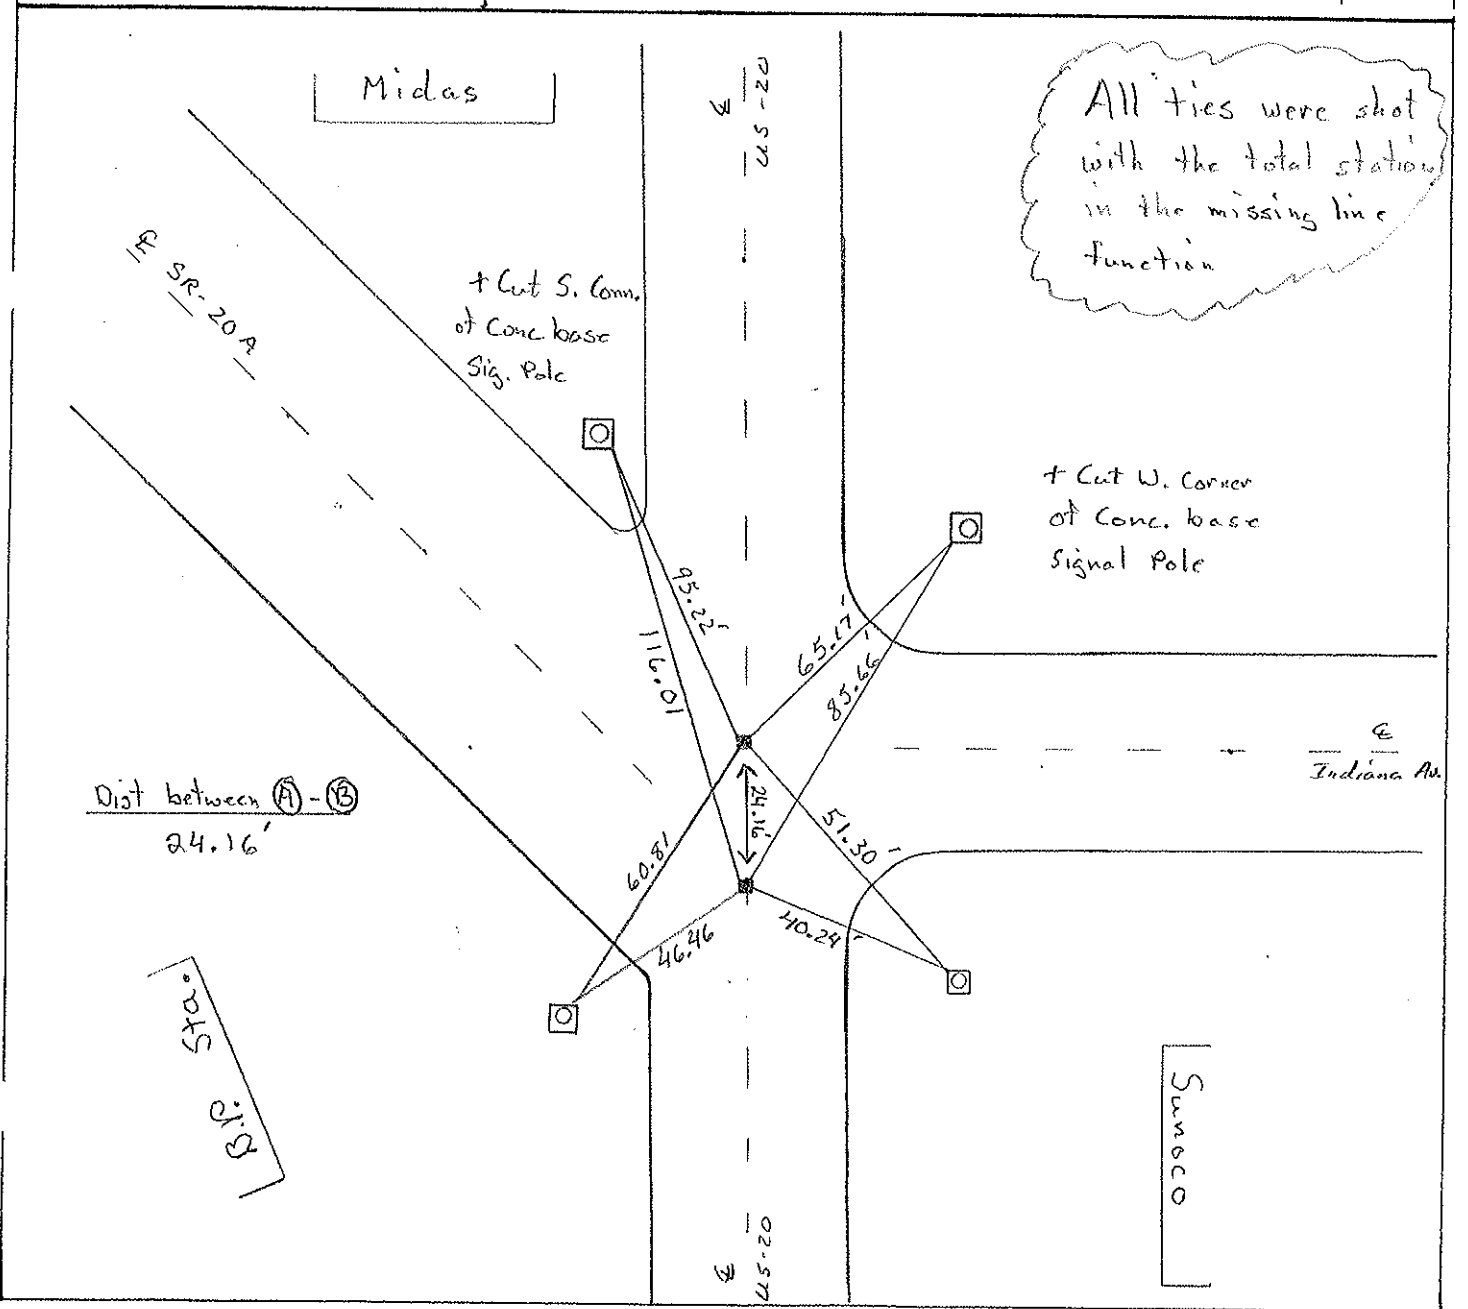 Midas
℄
US-20
All ties were shot
with the total station
in the missing line
function
℄ SR-20A
+ Cut S. Conn.
of Conc. base
Sig. Pole
+ Cut W. Corner
of Conc. base
Signal Pole
95.22'
116.01
65.17'
85.66'
℄
Indiana Av.
Dist between Ⓐ-Ⓑ
24.16'
24.16'
60.81
51.30'
46.46
40.24'
B.P. Sta.
Sunoco
℄
US-20